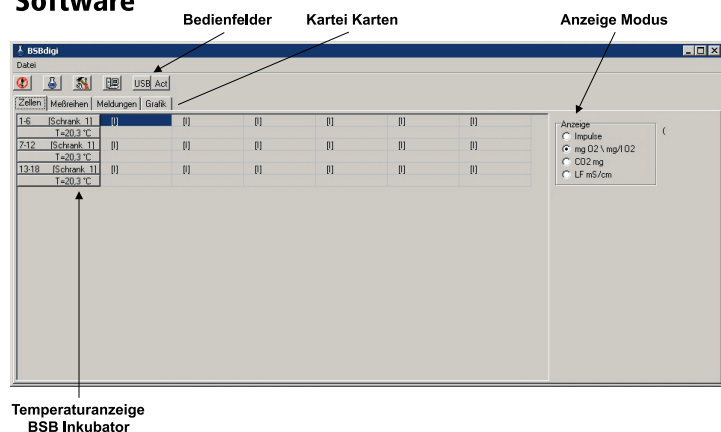 Software
Bedienfelder Kartei Karten Anzeige Modus
BSBdigi
Datei
USB Act
Zellen Meßreihen Meldungen Grafik
1-6 [Schrank. 1] [!] [!] [!] [!] [!] [!]
T=20,3 °C
7-12 [Schrank. 1] [!] [!] [!] [!] [!] [!]
T=20,3 °C
13-18 [Schrank. 1] [!] [!] [!] [!] [!] [!]
T=20,3 °C
Anzeige
Impulse (
mg O2 \ mg/l O2
CO2 mg
LF mS/cm
Temperaturanzeige
BSB Inkubator